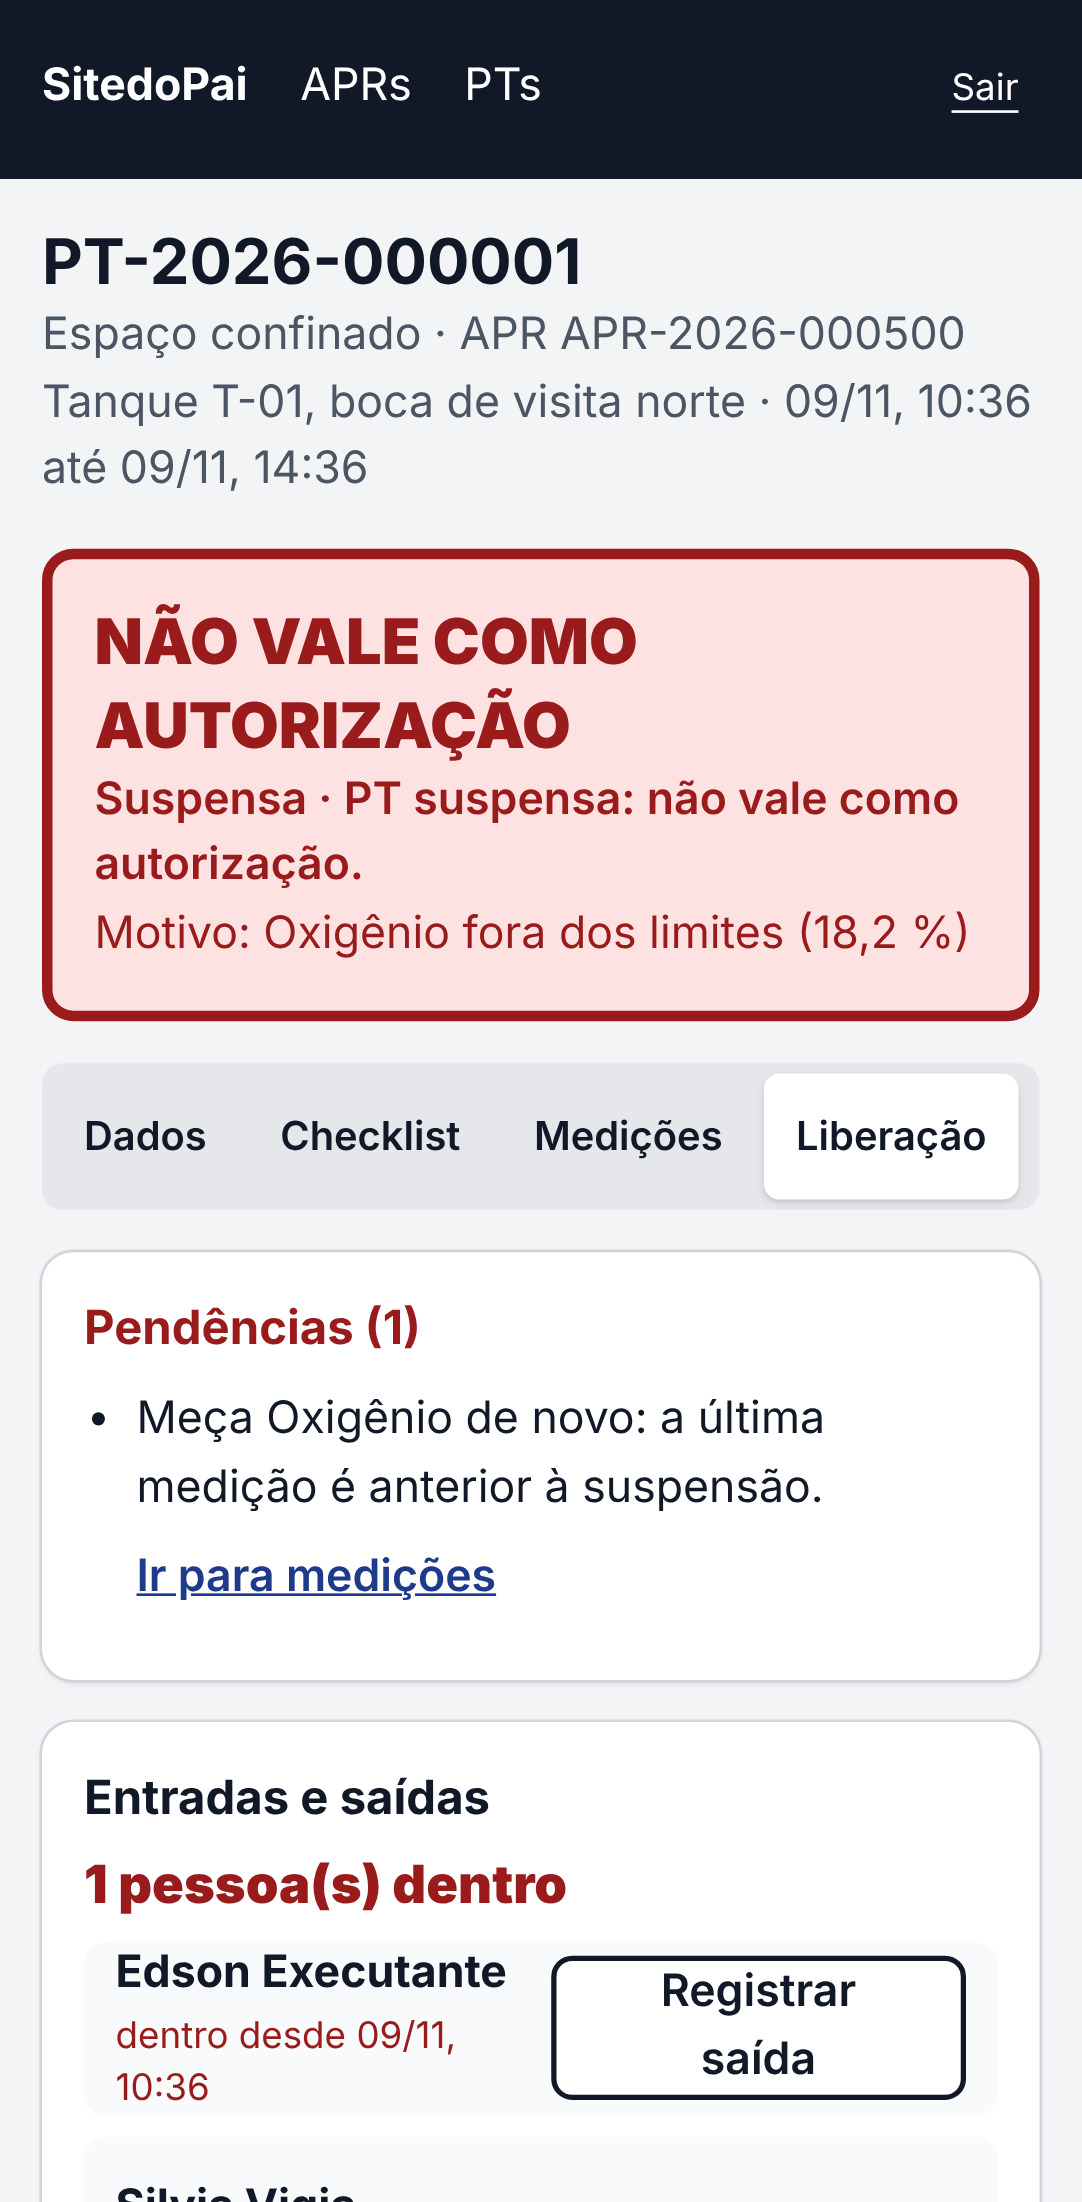 SitedoPai APRs PTs Sair
PT-2026-000001
Espaço confinado · APR APR-2026-000500
Tanque T-01, boca de visita norte · 09/11, 10:36
até 09/11, 14:36
NÃO VALE COMO
AUTORIZAÇÃO
Suspensa · PT suspensa: não vale como
autorização.
Motivo: Oxigênio fora dos limites (18,2 %)
Dados Checklist Medições Liberação
Pendências (1)
• Meça Oxigênio de novo: a última
medição é anterior à suspensão.
Ir para medições
Entradas e saídas
1 pessoa(s) dentro
Edson Executante
dentro desde 09/11,
10:36
Registrar
saída
Silvia Vigia